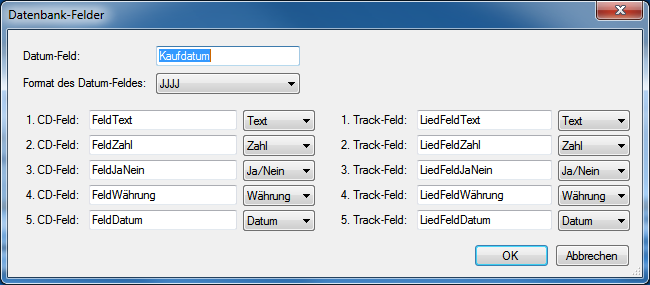 Datenbank-Felder
Datum-Feld: Kaufdatum
Format des Datum-Feldes: JJJJ
1. CD-Feld: FeldText Text 1. Track-Feld: LiedFeldText Text
2. CD-Feld: FeldZahl Zahl 2. Track-Feld: LiedFeldZahl Zahl
3. CD-Feld: FeldJaNein Ja/Nein 3. Track-Feld: LiedFeldJaNein Ja/Nein
4. CD-Feld: FeldWährung Währung 4. Track-Feld: LiedFeldWährung Währung
5. CD-Feld: FeldDatum Datum 5. Track-Feld: LiedFeldDatum Datum
OK Abbrechen